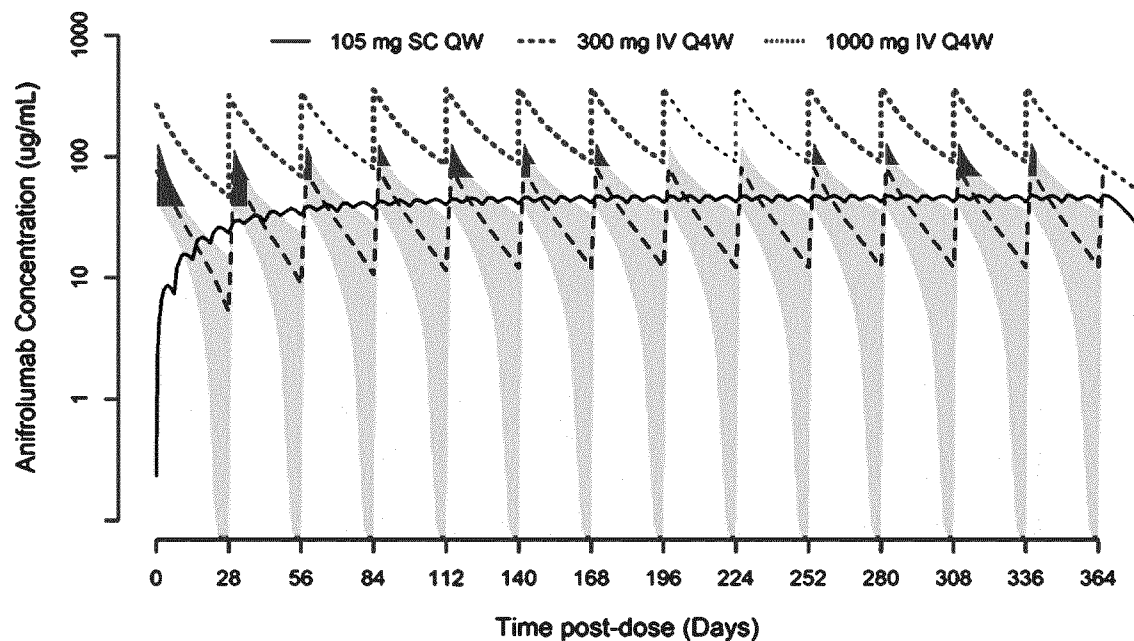 105 mg SC QW 300 mg IV Q4W 1000 mg IV Q4W
Anifrolumab Concentration (ug/mL)
1000
100
10
1
0 28 56 84 112 140 168 196 224 252 280 308 336 364
Time post-dose (Days)